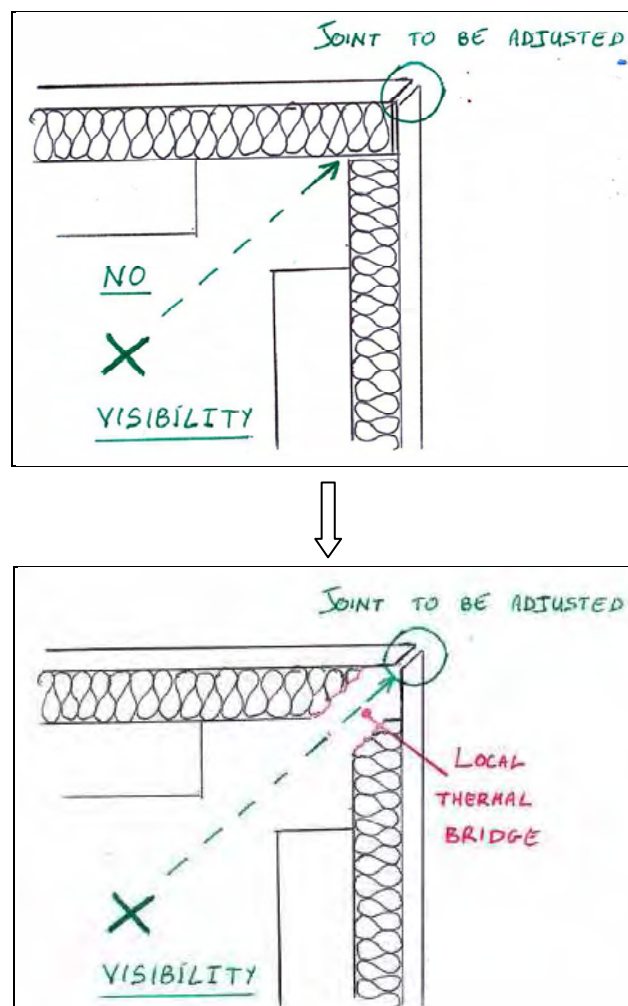 JOINT TO BE ADJUSTED
NO
VISIBILITY
JOINT TO BE ADJUSTED
LOCAL
THERMAL
BRIDGE
VISIBILITY